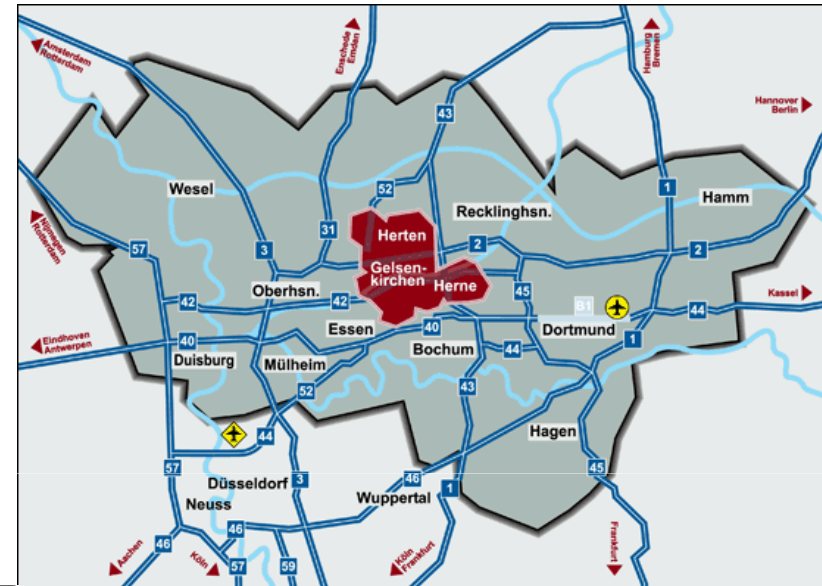 Amsterdam
Rotterdam
Enschede
Emden
Hamburg
Bremen
Hannover
Berlin
43
52
Wesel
1
Hamm
Recklinghsn.
Nijmegen
Rotterdam
31
Herten
57
3
2
2
Gelsen-
kirchen
Oberhsn.
42
42
Herne
45
Kassel
B1
44
Essen
40
Dortmund
Eindhoven
Antwerpen
40
1
Duisburg
Mülheim
Bochum
44
52
43
Hagen
44
57
45
Düsseldorf
3
46
1
Neuss
Wuppertal
46
46
Aachen
Köln
57
59
Köln
Frankfurt
Frankfurt